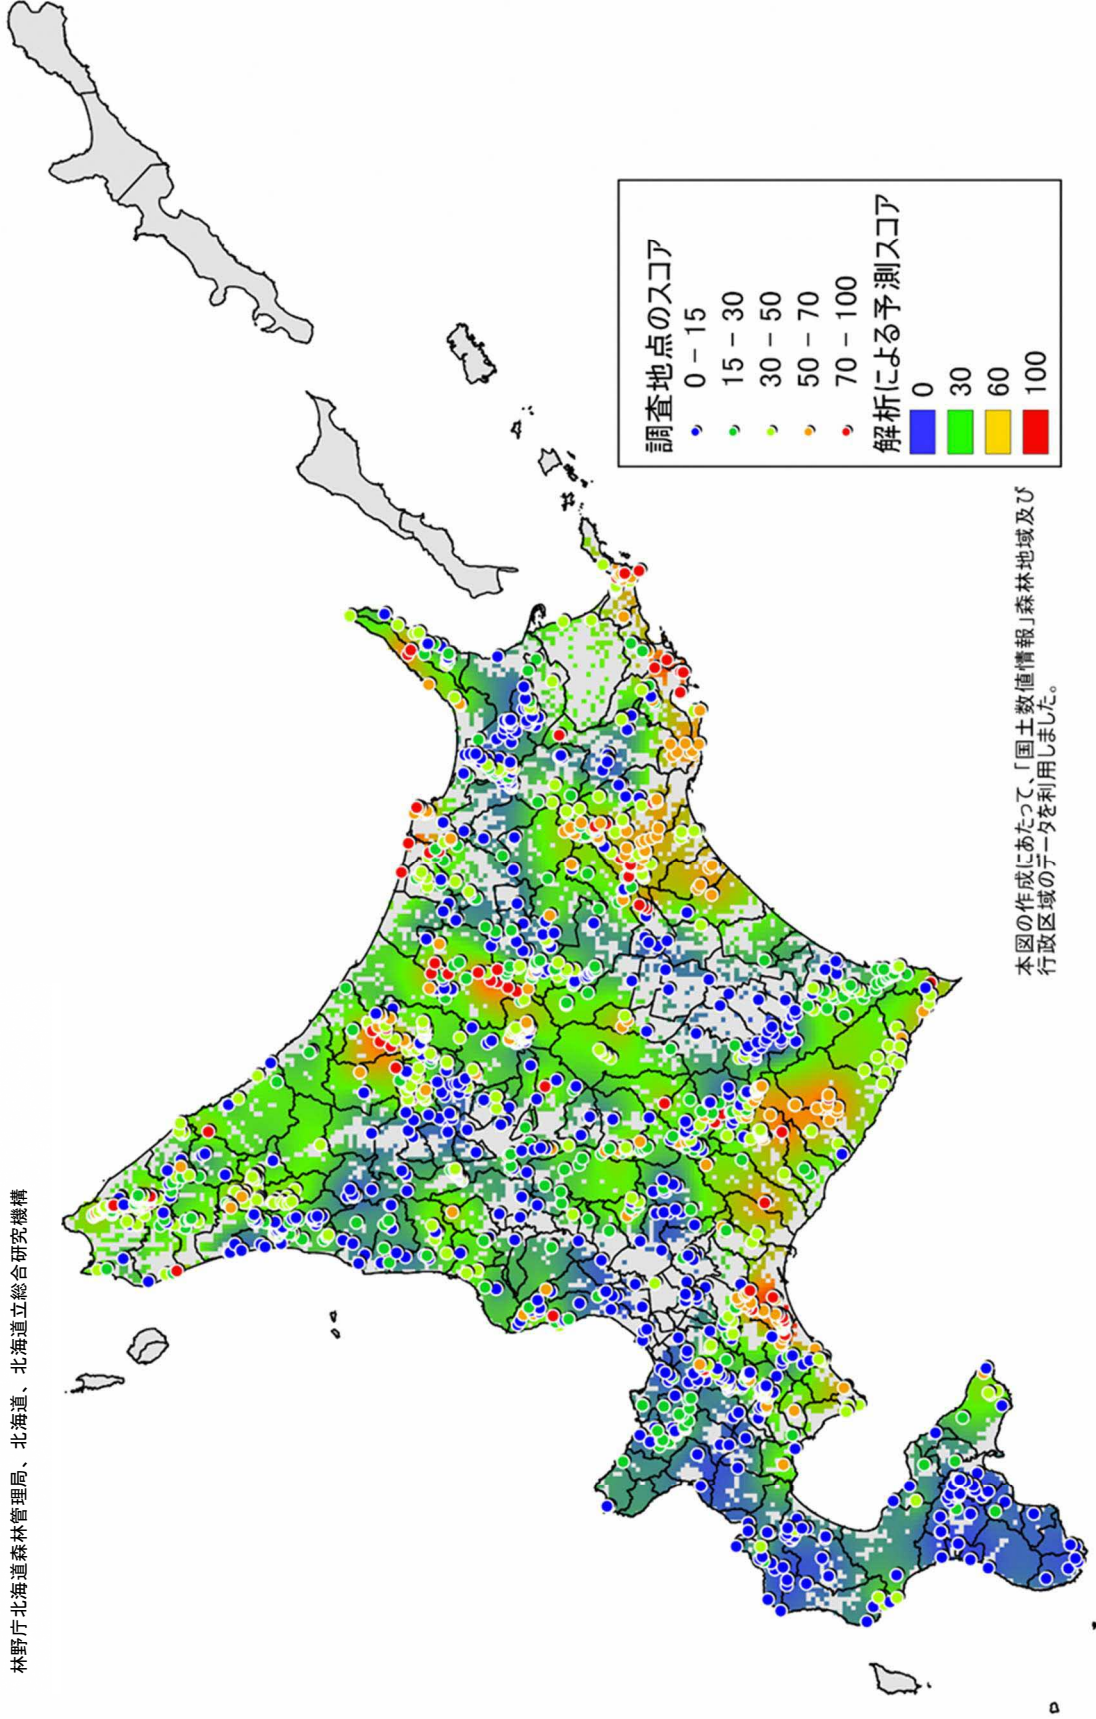 林野庁北海道森林管理局、北海道、北海道立総合研究機構
調査地点のスコア
0 – 15
15 – 30
30 – 50
50 – 70
70 – 100
解析による予測スコア
0
30
60
100
本図の作成にあたって、「国土数値情報」森林地域及び
行政区域のデータを利用しました。